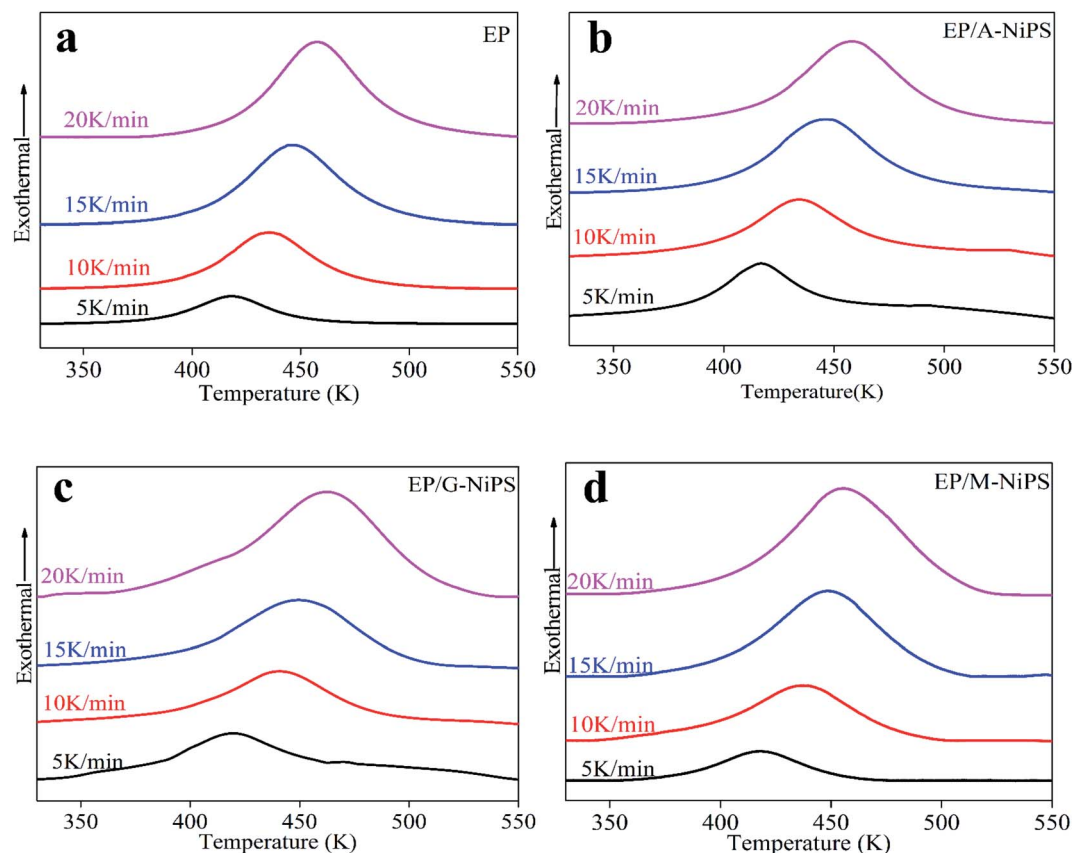 a
EP
20K/min
15K/min
10K/min
5K/min
Exothermal
350 400 450 500 550
Temperature (K)
b
EP/A-NiPS
20K/min
15K/min
10K/min
5K/min
Exothermal
350 400 450 500 550
Temperature(K)
c
EP/G-NiPS
20K/min
15K/min
10K/min
5K/min
Exothermal
350 400 450 500 550
Temperature (K)
d
EP/M-NiPS
20K/min
15K/min
10K/min
5K/min
Exothermal
350 400 450 500 550
Temperature (K)